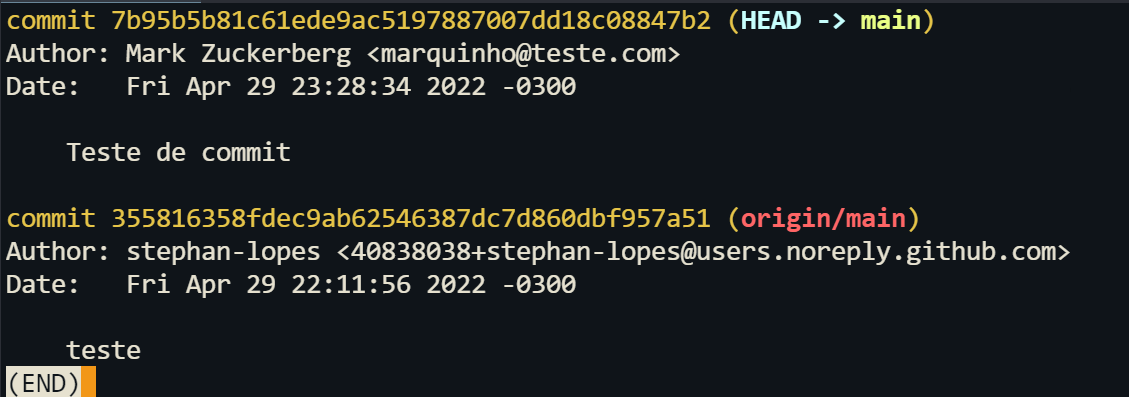 commit 7b95b5b81c61ede9ac5197887007dd18c08847b2 (HEAD -> main)
Author: Mark Zuckerberg <marquinho@teste.com>
Date:   Fri Apr 29 23:28:34 2022 -0300
Teste de commit
commit 355816358fdec9ab62546387dc7d860dbf957a51 (origin/main)
Author: stephan-lopes <40838038+stephan-lopes@users.noreply.github.com>
Date:   Fri Apr 29 22:11:56 2022 -0300
teste
(END)